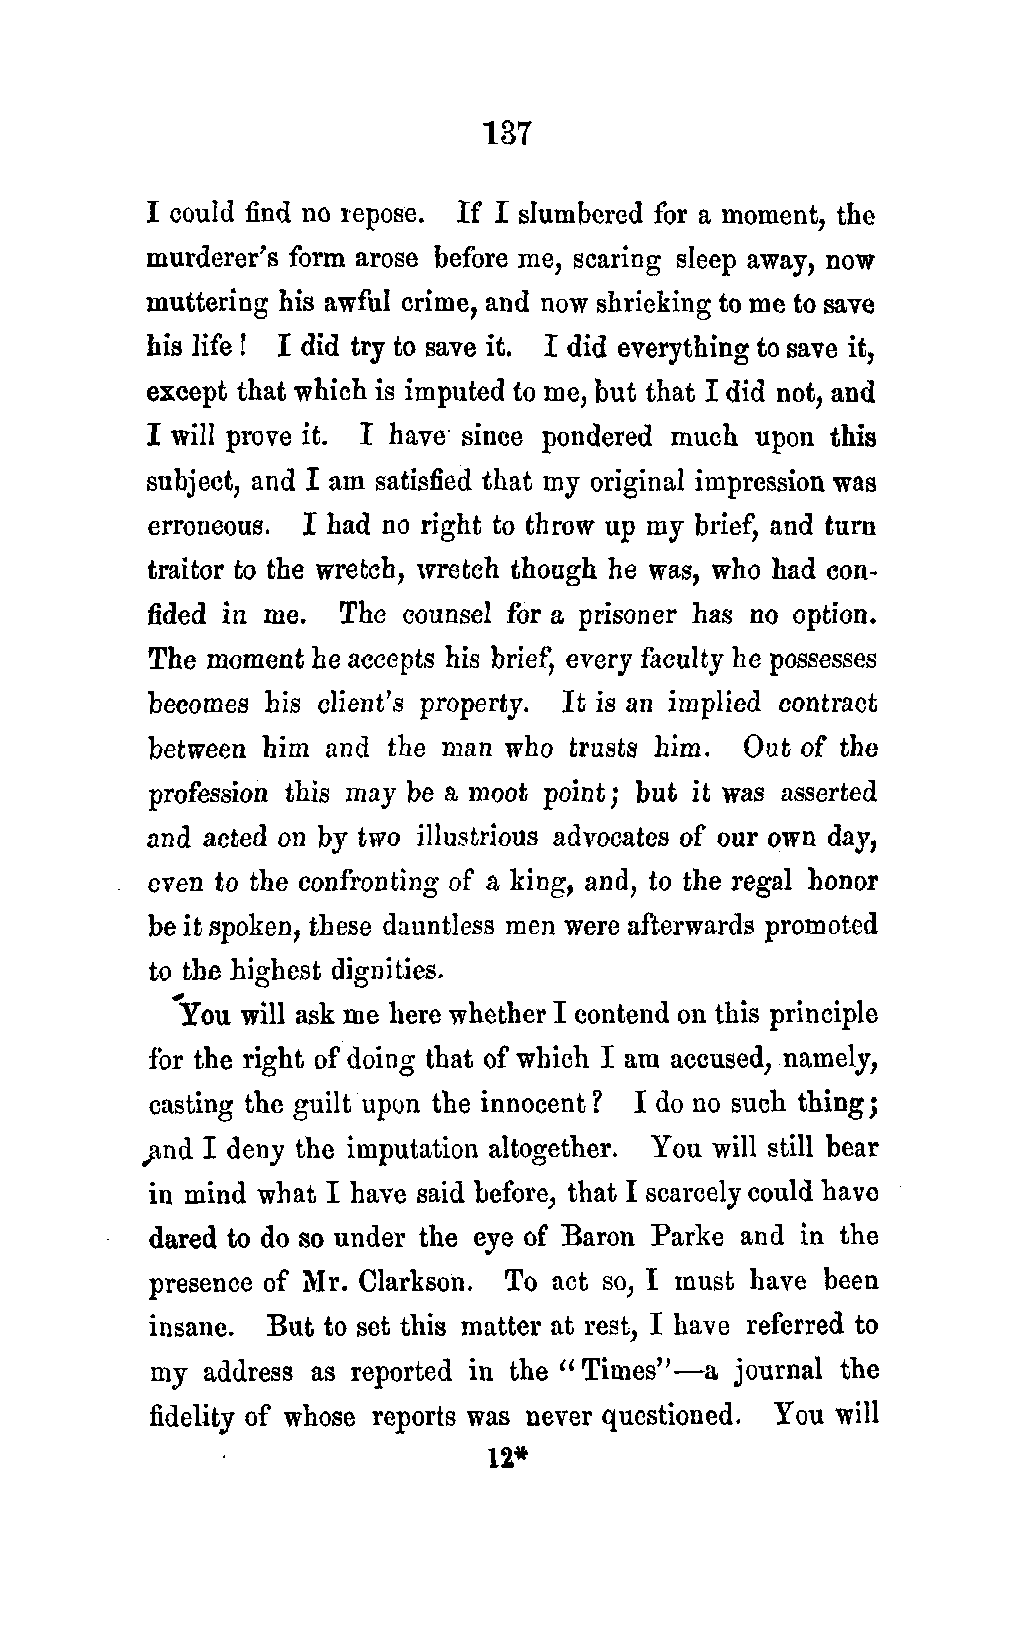 137
I could find no repose. If I slumbered for a moment, the
murderer's form arose before me, scaring sleep away, now
muttering his awful crime, and now shrieking to me to save
his life! I did try to save it. I did everything to save it,
except that which is imputed to me, but that I did not, and
I will prove it. I have since pondered much upon this
subject, and I am satisfied that my original impression was
erroneous. I had no right to throw up my brief, and turn
traitor to the wretch, wretch though he was, who had con-
fided in me. The counsel for a prisoner has no option.
The moment he accepts his brief, every faculty he possesses
becomes his client's property. It is an implied contract
between him and the man who trusts him. Out of the
profession this may be a moot point; but it was asserted
and acted on by two illustrious advocates of our own day,
even to the confronting of a king, and, to the regal honor
be it spoken, these dauntless men were afterwards promoted
to the highest dignities.
You will ask me here whether I contend on this principle
for the right of doing that of which I am accused, namely,
casting the guilt upon the innocent? I do no such thing;
and I deny the imputation altogether. You will still bear
in mind what I have said before, that I scarcely could have
dared to do so under the eye of Baron Parke and in the
presence of Mr. Clarkson. To act so, I must have been
insane. But to set this matter at rest, I have referred to
my address as reported in the "Times"—a journal the
fidelity of whose reports was never questioned. You will
12*